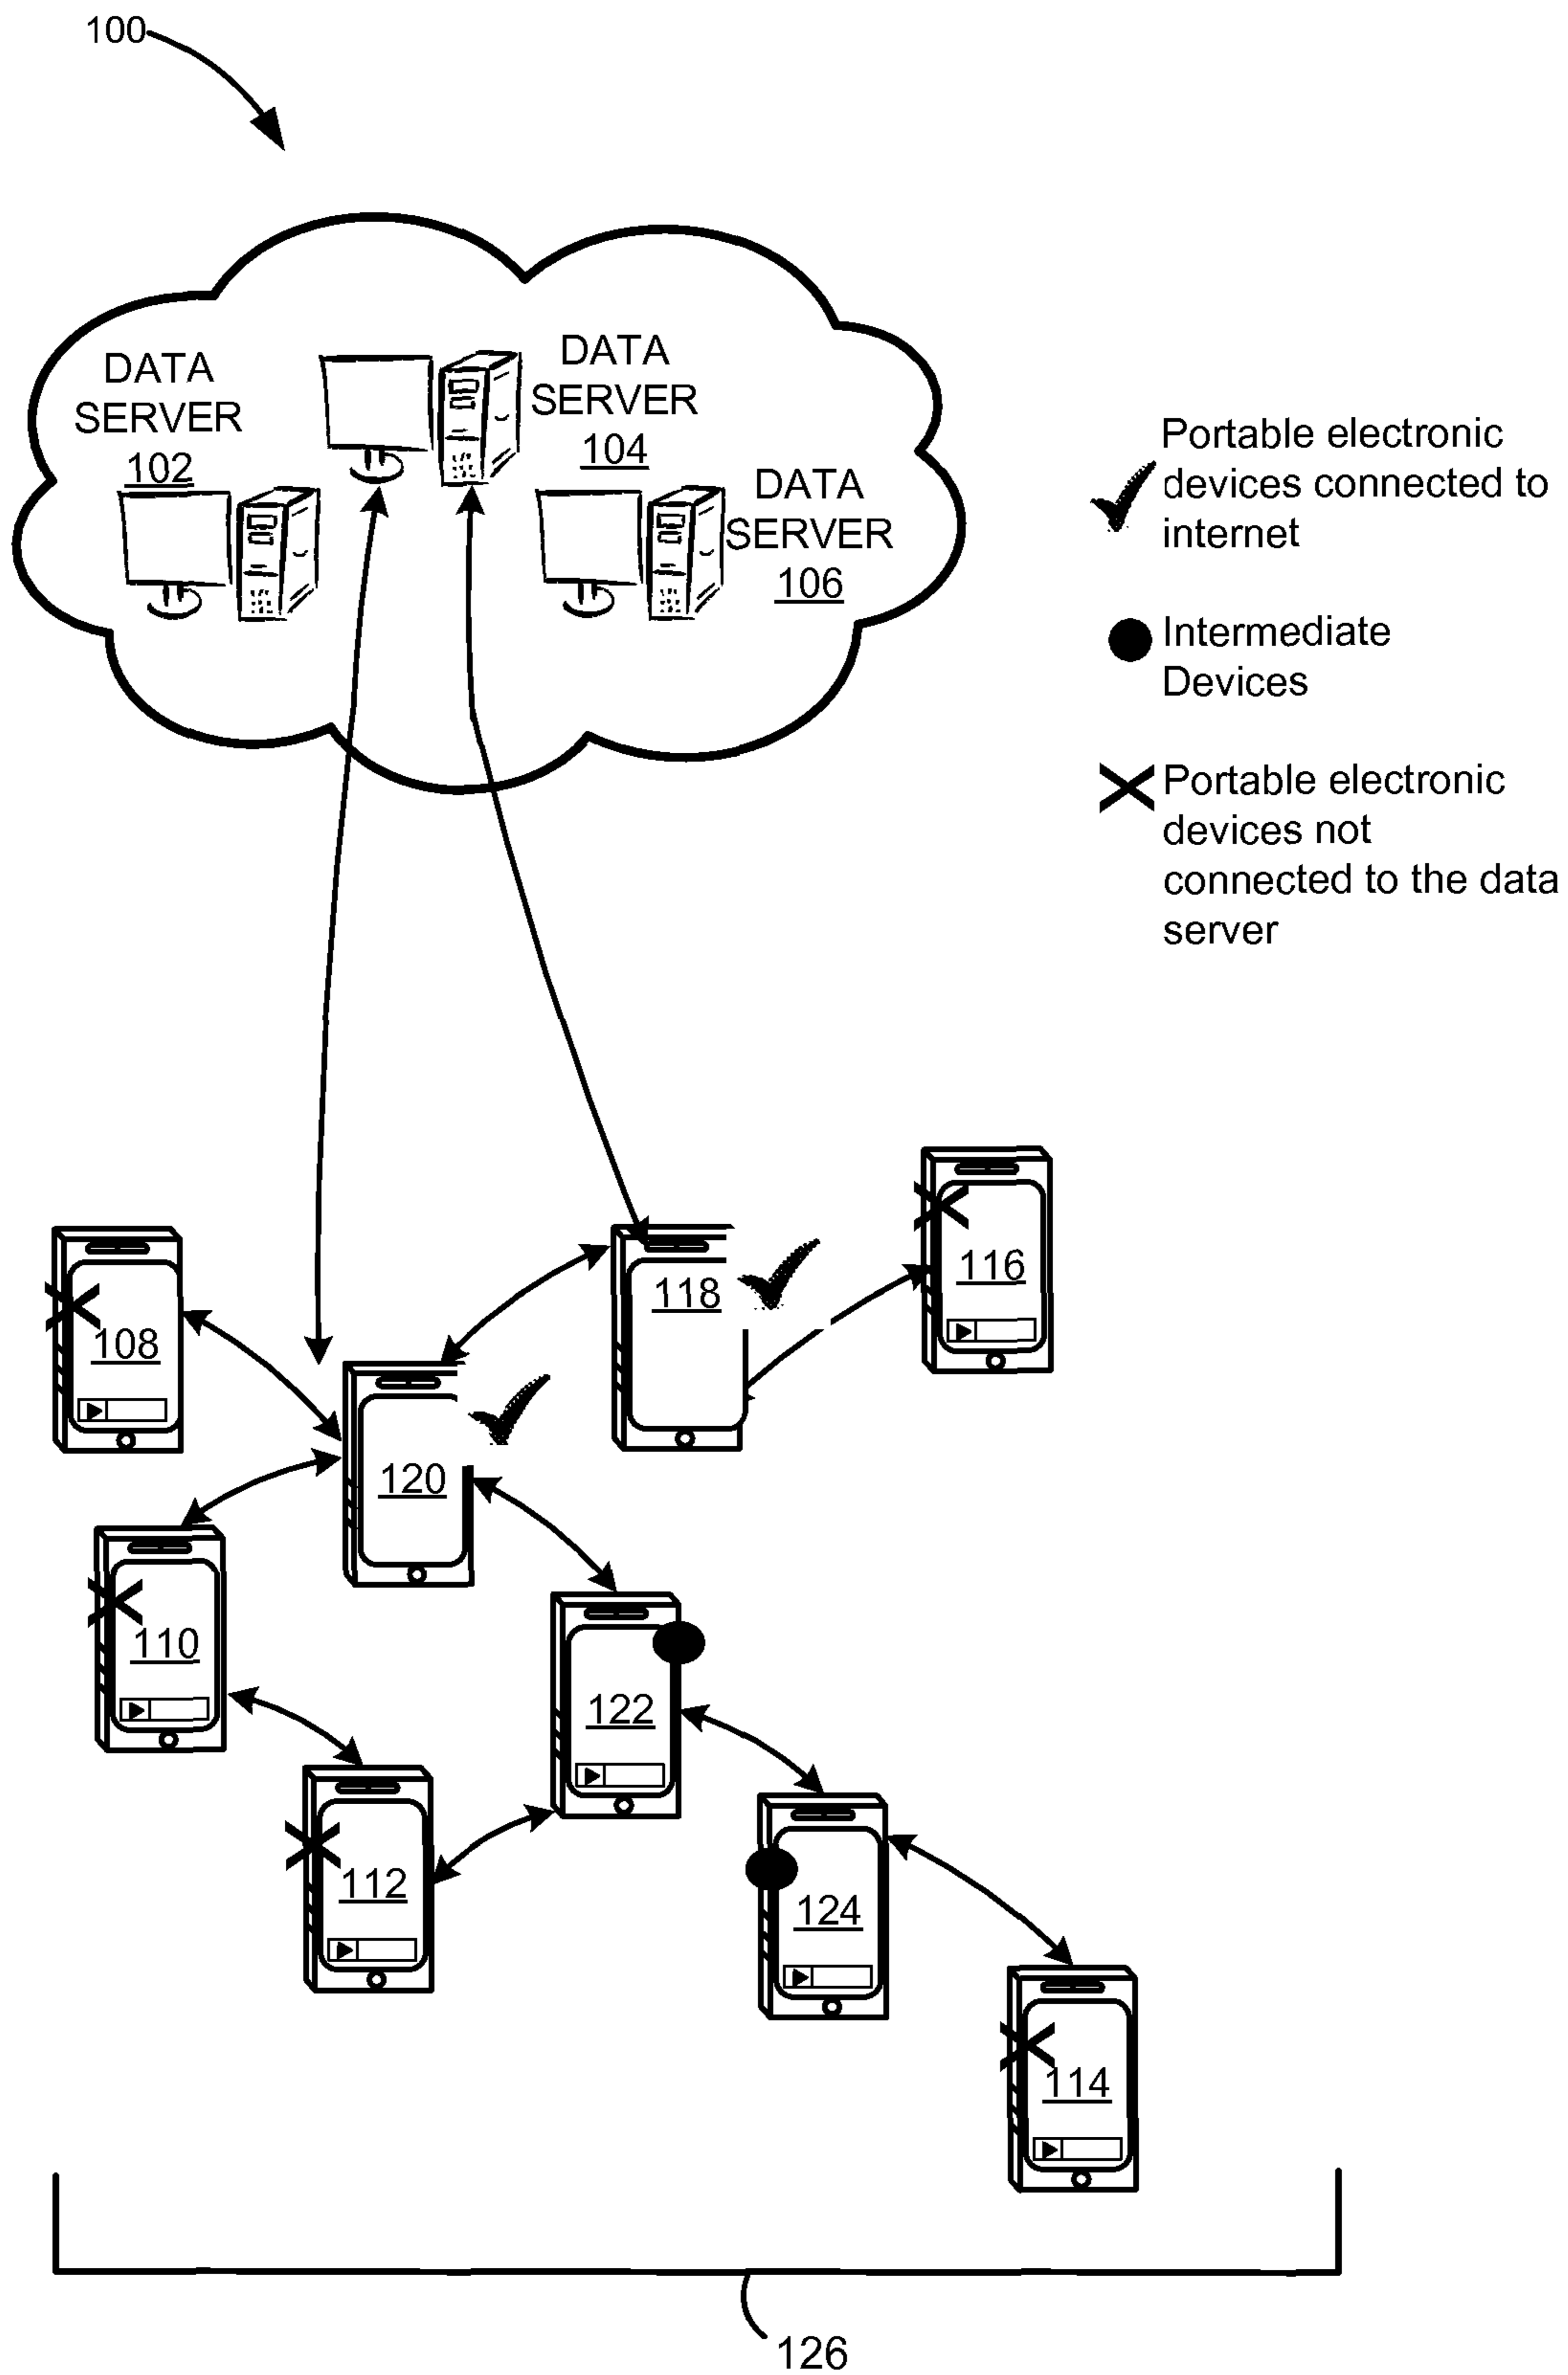 100
DATA
SERVER
102
DATA
SERVER
104
DATA
SERVER
106
Portable electronic
devices connected to
internet
Intermediate
Devices
Portable electronic
devices not
connected to the data
server
116
118
108
120
110
122
112
124
114
126